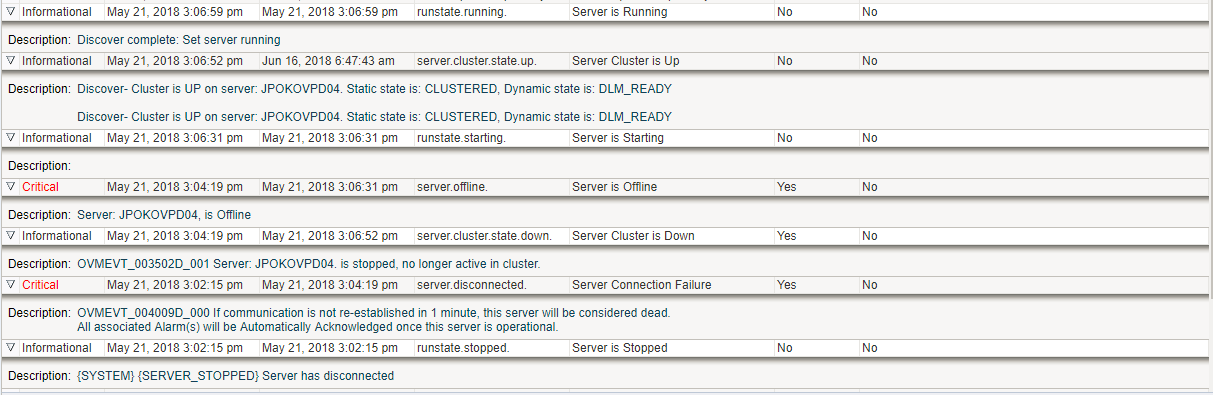 Informational May 21, 2018 3:06:59 pm May 21, 2018 3:06:59 pm runstate.running. Server is Running No No
Description: Discover complete: Set server running
Informational May 21, 2018 3:06:52 pm Jun 16, 2018 6:47:43 am server.cluster.state.up. Server Cluster is Up No No
Description: Discover- Cluster is UP on server: JPOKOVPD04. Static state is: CLUSTERED, Dynamic state is: DLM_READY
Discover- Cluster is UP on server: JPOKOVPD04. Static state is: CLUSTERED, Dynamic state is: DLM_READY
Informational May 21, 2018 3:06:31 pm May 21, 2018 3:06:31 pm runstate.starting. Server is Starting No No
Description:
Critical May 21, 2018 3:04:19 pm May 21, 2018 3:06:31 pm server.offline. Server is Offline Yes No
Description: Server: JPOKOVPD04, is Offline
Informational May 21, 2018 3:04:19 pm May 21, 2018 3:06:52 pm server.cluster.state.down. Server Cluster is Down Yes No
Description: OVMEVT_003502D_001 Server: JPOKOVPD04. is stopped, no longer active in cluster.
Critical May 21, 2018 3:02:15 pm May 21, 2018 3:04:19 pm server.disconnected. Server Connection Failure Yes No
Description: OVMEVT_004009D_000 If communication is not re-established in 1 minute, this server will be considered dead.
All associated Alarm(s) will be Automatically Acknowledged once this server is operational.
Informational May 21, 2018 3:02:15 pm May 21, 2018 3:02:15 pm runstate.stopped. Server is Stopped No No
Description: {SYSTEM} {SERVER_STOPPED} Server has disconnected